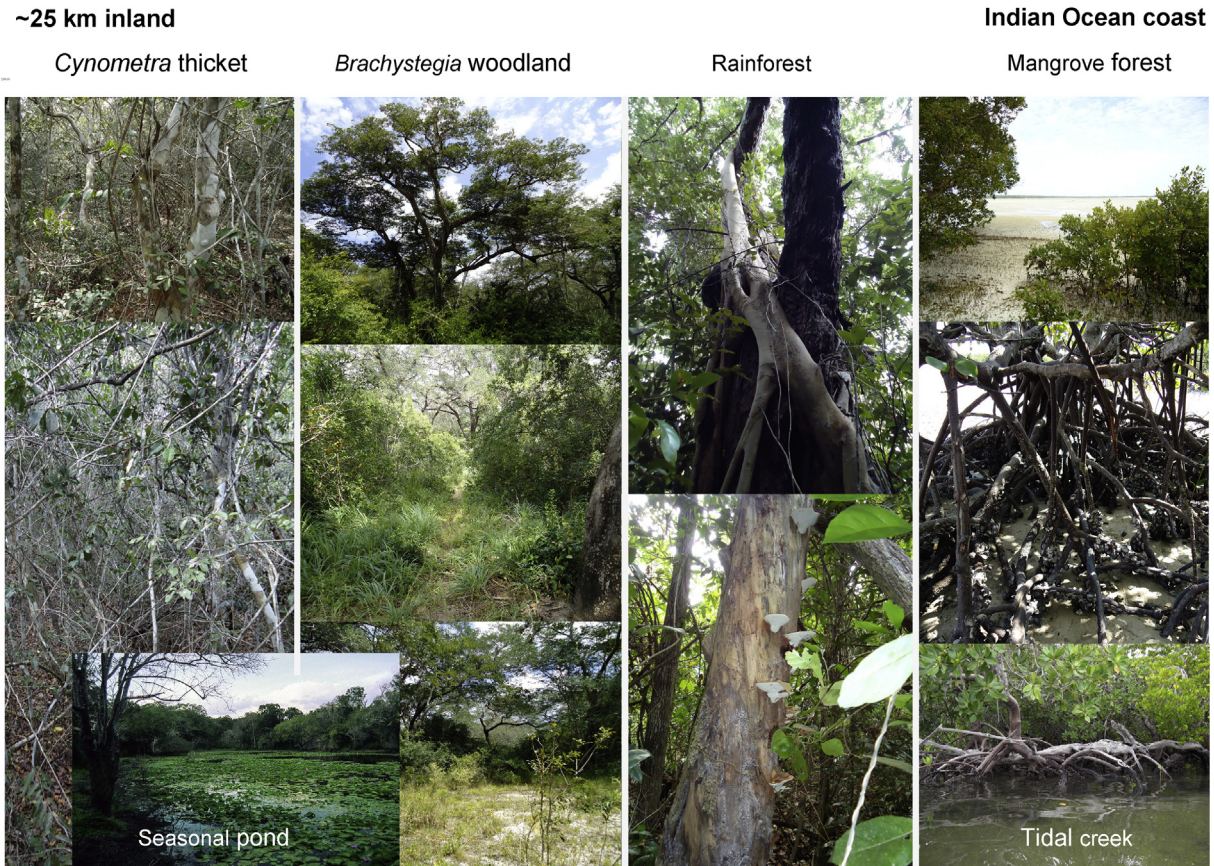 ~25 km inland
Indian Ocean coast
Cynometra thicket
Brachystegia woodland
Rainforest
Mangrove forest
Seasonal pond
Tidal creek